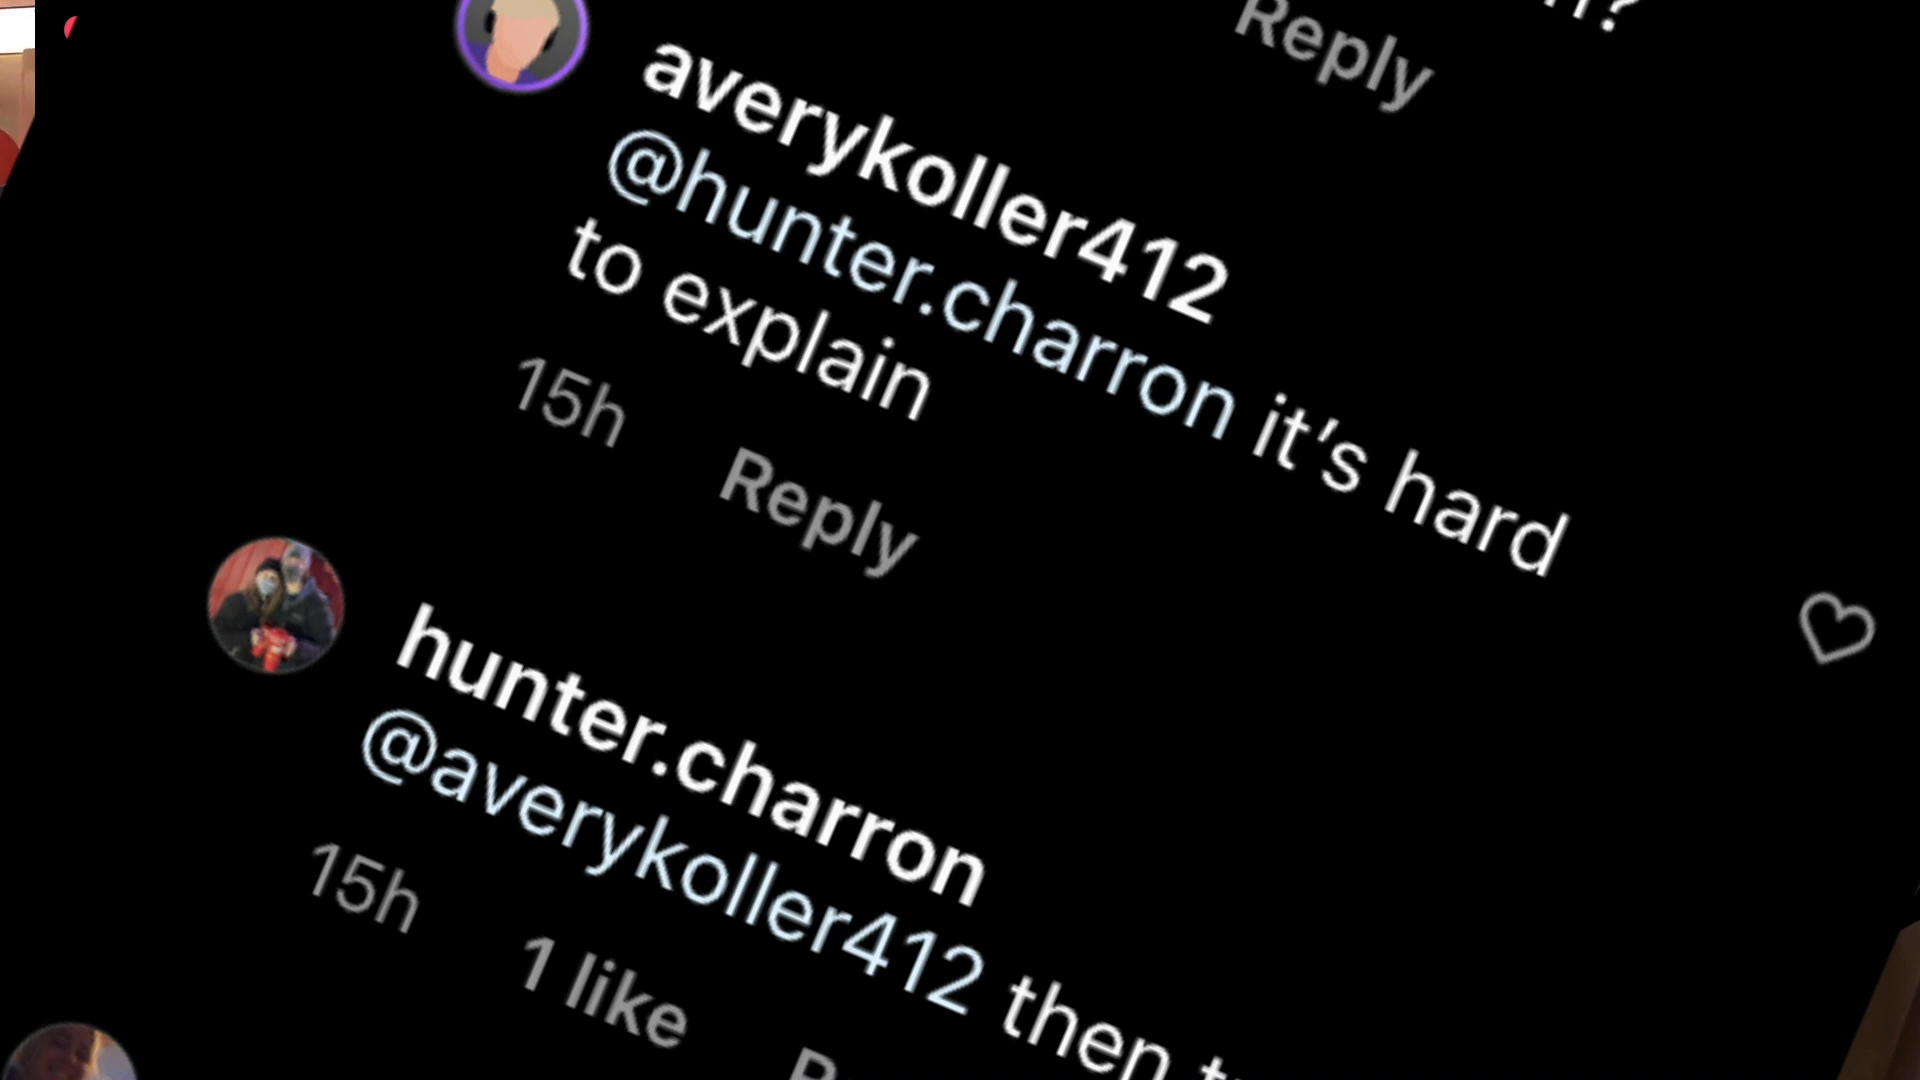 Reply
averykoller412
@hunter.charron it's hard
to explain
15h Reply
hunter.charron
@averykoller412 then
15h 1 like